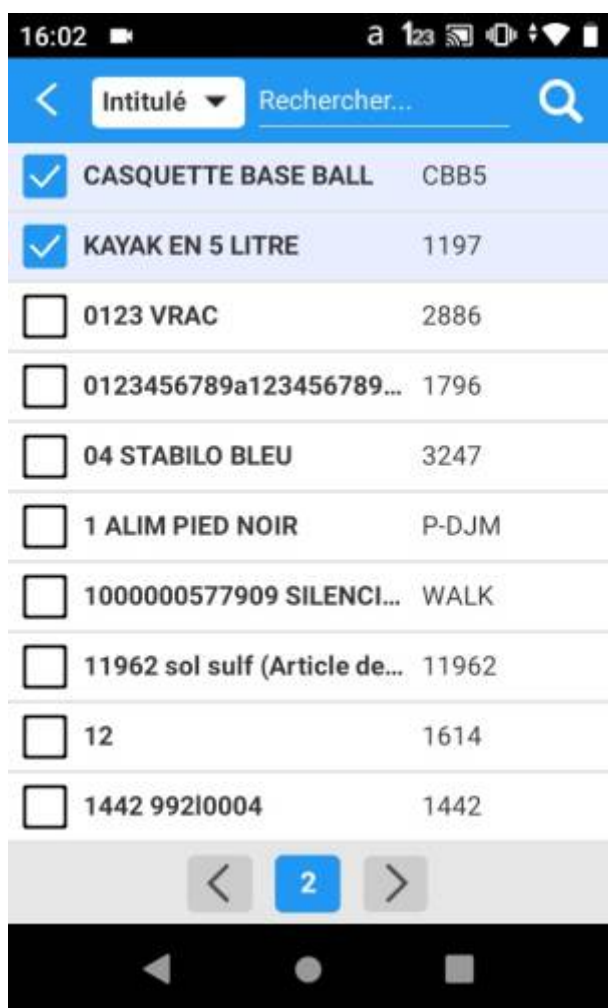 16:02 a 123
Intitulé Rechercher...
CASQUETTE BASE BALL CBB5
KAYAK EN 5 LITRE 1197
0123 VRAC 2886
0123456789a123456789... 1796
04 STABILO BLEU 3247
1 ALIM PIED NOIR P-DJM
1000000577909 SILENCI... WALK
11962 sol sulf (Article de... 11962
12 1614
1442 992l0004 1442
2